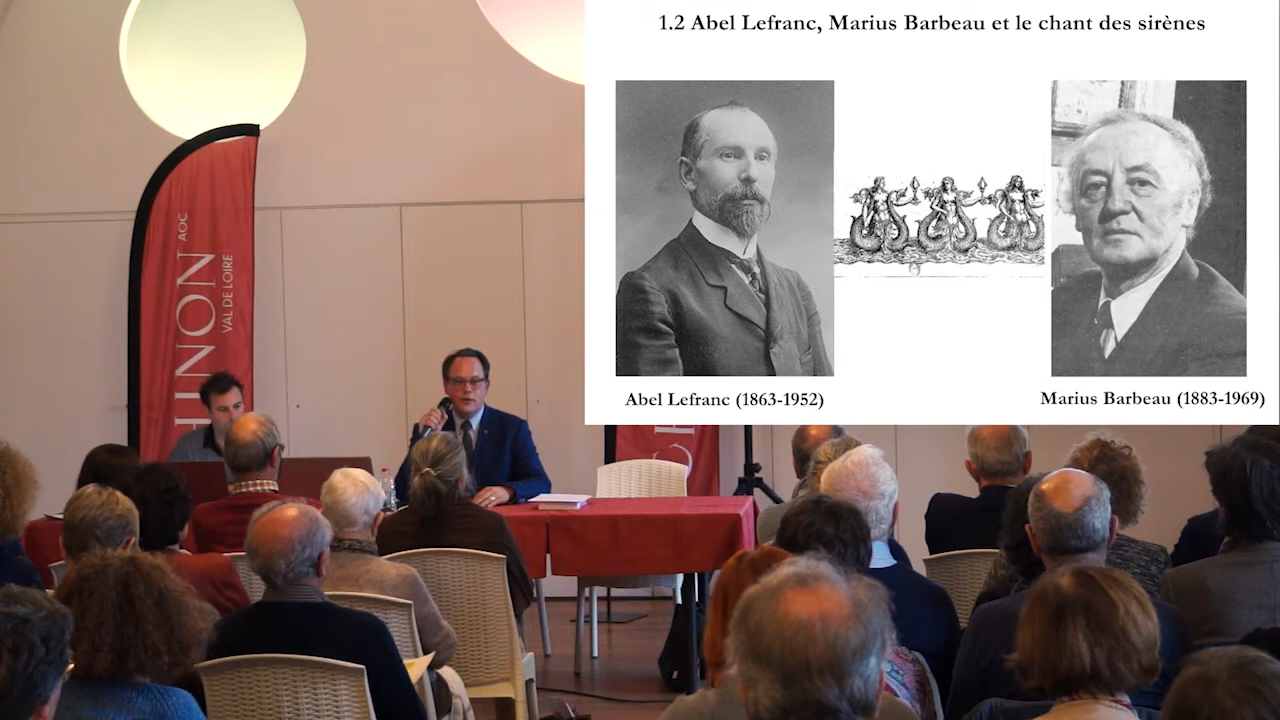 1.2 Abel Lefranc, Marius Barbeau et le chant des sirènes
Abel Lefranc (1863-1952)
Marius Barbeau (1883-1969)
HINON
AOC
VAL DE LOIRE